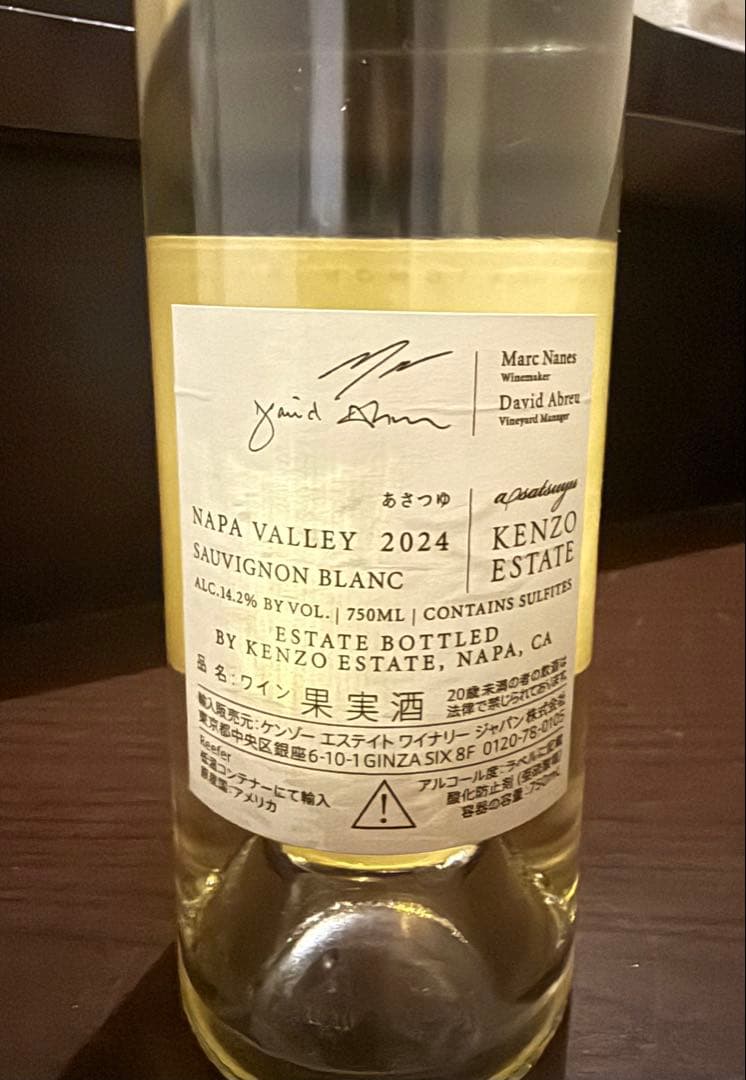 Marc Nanes
Winemaker
David Abreu
David Abreu
Vineyard Manager
あさつゆ
asatsuyu
NAPA VALLEY 2024
KENZO
ESTATE
SAUVIGNON BLANC
ALC.14.2% BY VOL. | 750ML | CONTAINS SULFITES
ESTATE BOTTLED
BY KENZO ESTATE, NAPA, CA
品 名:ワイン 果実酒
20歳未満の者の飲酒は
法律で禁じられています。
輸入販売元:ケンゾー エステイト ワイナリー ジャパン株式会社
東京都中央区銀座6-10-1 GINZA SIX 8F 0120-78-0105
Reefer
低温コンテナーにて輸入
原産国:アメリカ
アルコール度:ラベルに記載
酸化防止剤(亜硫酸塩)
容器の容量:750mL